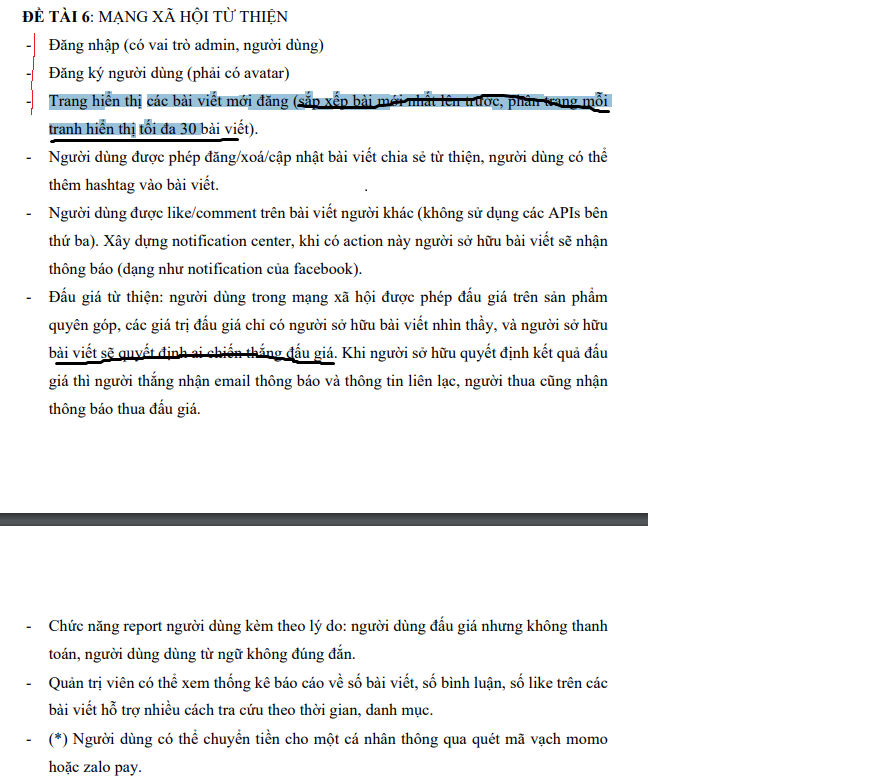 ĐỀ TÀI 6: MẠNG XÃ HỘI TỪ THIỆN
- Đăng nhập (có vai trò admin, người dùng)
- Đăng ký người dùng (phải có avatar)
- Trang hiển thị các bài viết mới đăng (sắp xếp bài mới nhất lên trước, phân trang mỗi
tranh hiển thị tối đa 30 bài viết).
- Người dùng được phép đăng/xoá/cập nhật bài viết chia sẻ từ thiện, người dùng có thể
thêm hashtag vào bài viết.
- Người dùng được like/comment trên bài viết người khác (không sử dụng các APIs bên
thứ ba). Xây dựng notification center, khi có action này người sở hữu bài viết sẽ nhận
thông báo (dạng như notification của facebook).
- Đấu giá từ thiện: người dùng trong mạng xã hội được phép đấu giá trên sản phẩm
quyên góp, các giá trị đấu giá chỉ có người sở hữu bài viết nhìn thầy, và người sở hữu
bài viết sẽ quyết định ai chiến thắng đấu giá. Khi người sở hữu quyết định kết quả đấu
giá thì người thắng nhận email thông báo và thông tin liên lạc, người thua cũng nhận
thông báo thua đấu giá.
- Chức năng report người dùng kèm theo lý do: người dùng đấu giá nhưng không thanh
toán, người dùng dùng từ ngữ không đúng đắn.
- Quản trị viên có thể xem thống kê báo cáo về số bài viết, số bình luận, số like trên các
bài viết hỗ trợ nhiều cách tra cứu theo thời gian, danh mục.
- (*) Người dùng có thể chuyển tiền cho một cá nhân thông qua quét mã vạch momo
hoặc zalo pay.